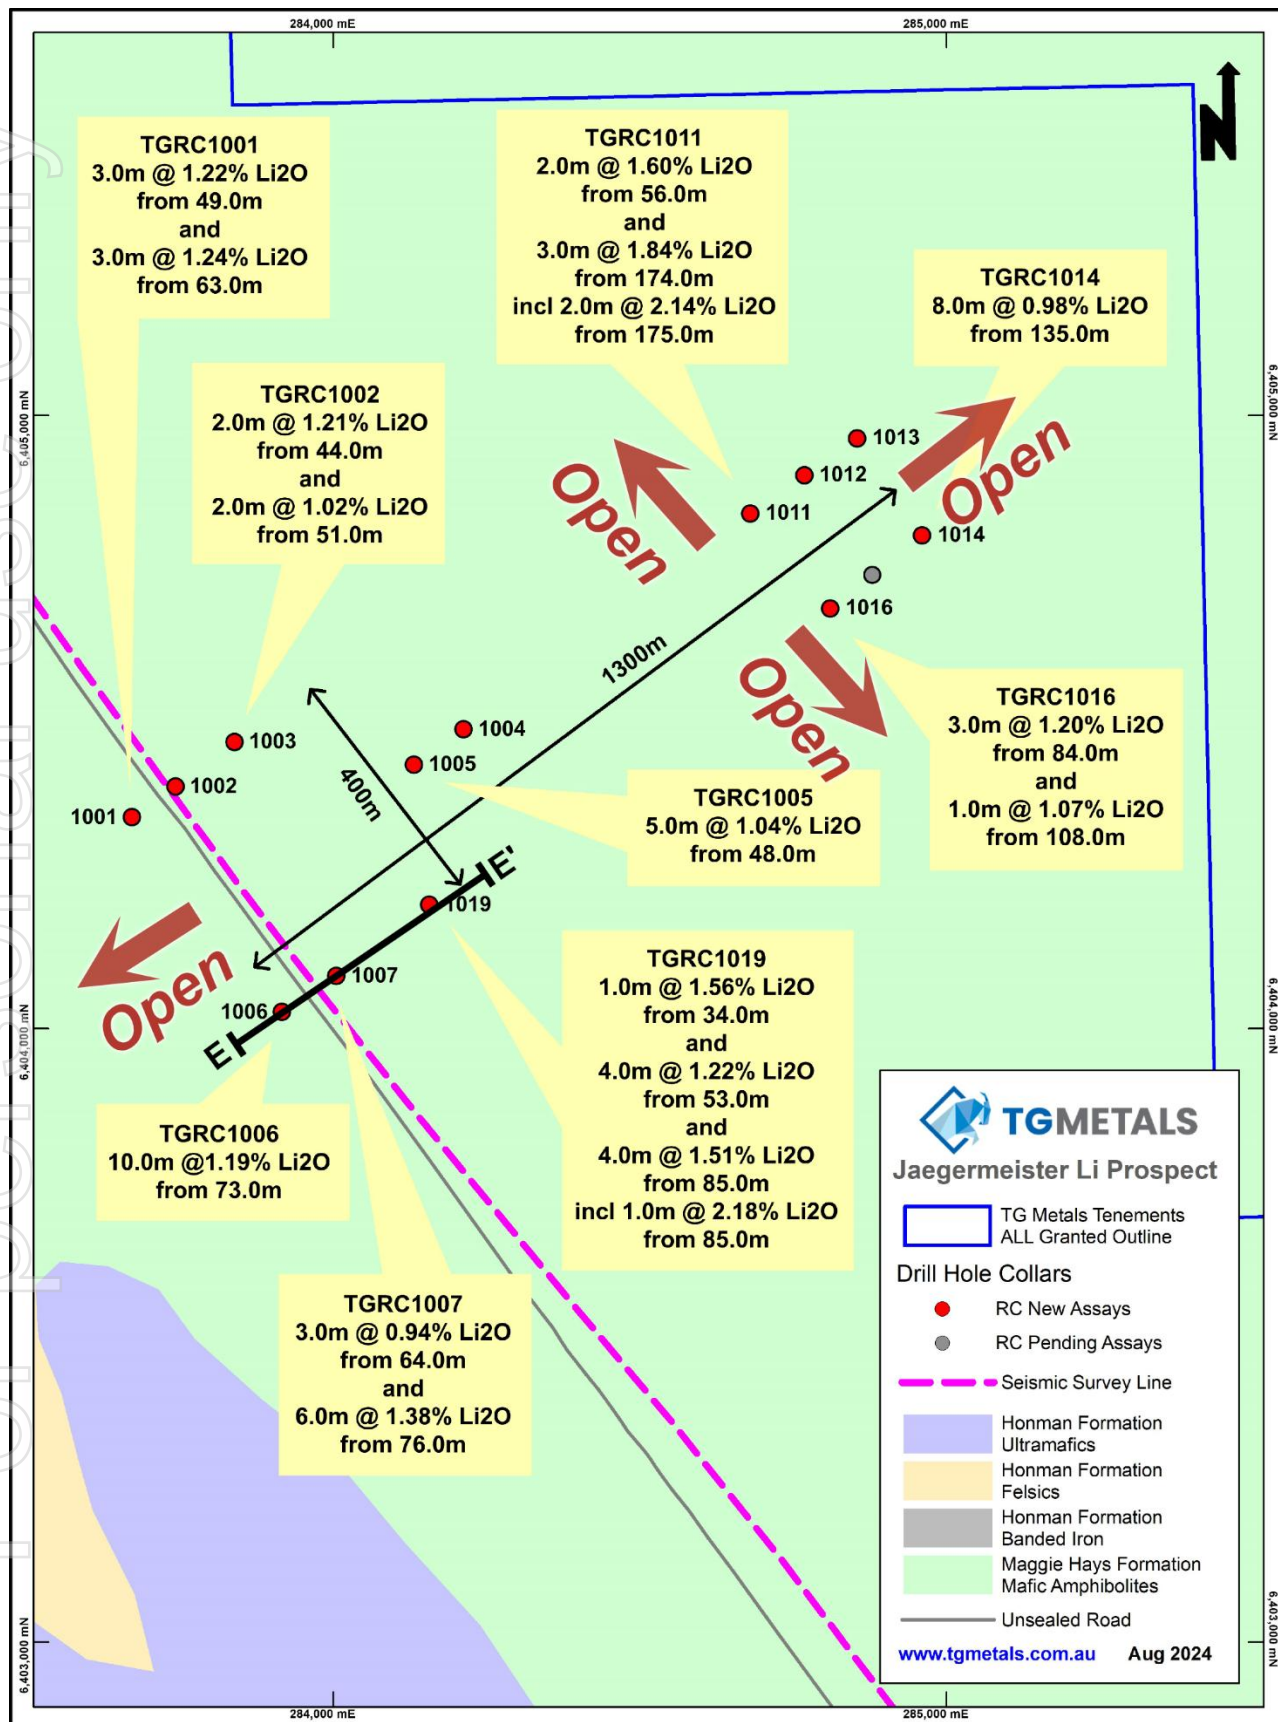 284,000 mE
285,000 mE
N
TGRC1001
3.0m @ 1.22% Li2O
from 49.0m
and
3.0m @ 1.24% Li2O
from 63.0m
TGRC1011
2.0m @ 1.60% Li2O
from 56.0m
and
3.0m @ 1.84% Li2O
from 174.0m
incl 2.0m @ 2.14% Li2O
from 175.0m
TGRC1014
8.0m @ 0.98% Li2O
from 135.0m
TGRC1002
2.0m @ 1.21% Li2O
from 44.0m
and
2.0m @ 1.02% Li2O
from 51.0m
6,405,000 mN
6,405,000 mN
1013
1012
1011
1014
1016
Open
Open
Open
1300m
400m
1003
1002
1001
1004
1005
TGRC1005
5.0m @ 1.04% Li2O
from 48.0m
TGRC1016
3.0m @ 1.20% Li2O
from 84.0m
and
1.0m @ 1.07% Li2O
from 108.0m
E'
1019
1007
1006
E
Open
6,404,000 mN
6,404,000 mN
TGRC1019
1.0m @ 1.56% Li2O
from 34.0m
and
4.0m @ 1.22% Li2O
from 53.0m
and
4.0m @ 1.51% Li2O
from 85.0m
incl 1.0m @ 2.18% Li2O
from 85.0m
TGRC1006
10.0m @1.19% Li2O
from 73.0m
TGRC1007
3.0m @ 0.94% Li2O
from 64.0m
and
6.0m @ 1.38% Li2O
from 76.0m
TGMETALS
Jaegermeister Li Prospect
TG Metals Tenements
ALL Granted Outline
Drill Hole Collars
RC New Assays
RC Pending Assays
Seismic Survey Line
Honman Formation
Ultramafics
Honman Formation
Felsics
Honman Formation
Banded Iron
Maggie Hays Formation
Mafic Amphibolites
Unsealed Road
www.tgmetals.com.au Aug 2024
6,403,000 mN
6,403,000 mN
284,000 mE
285,000 mE